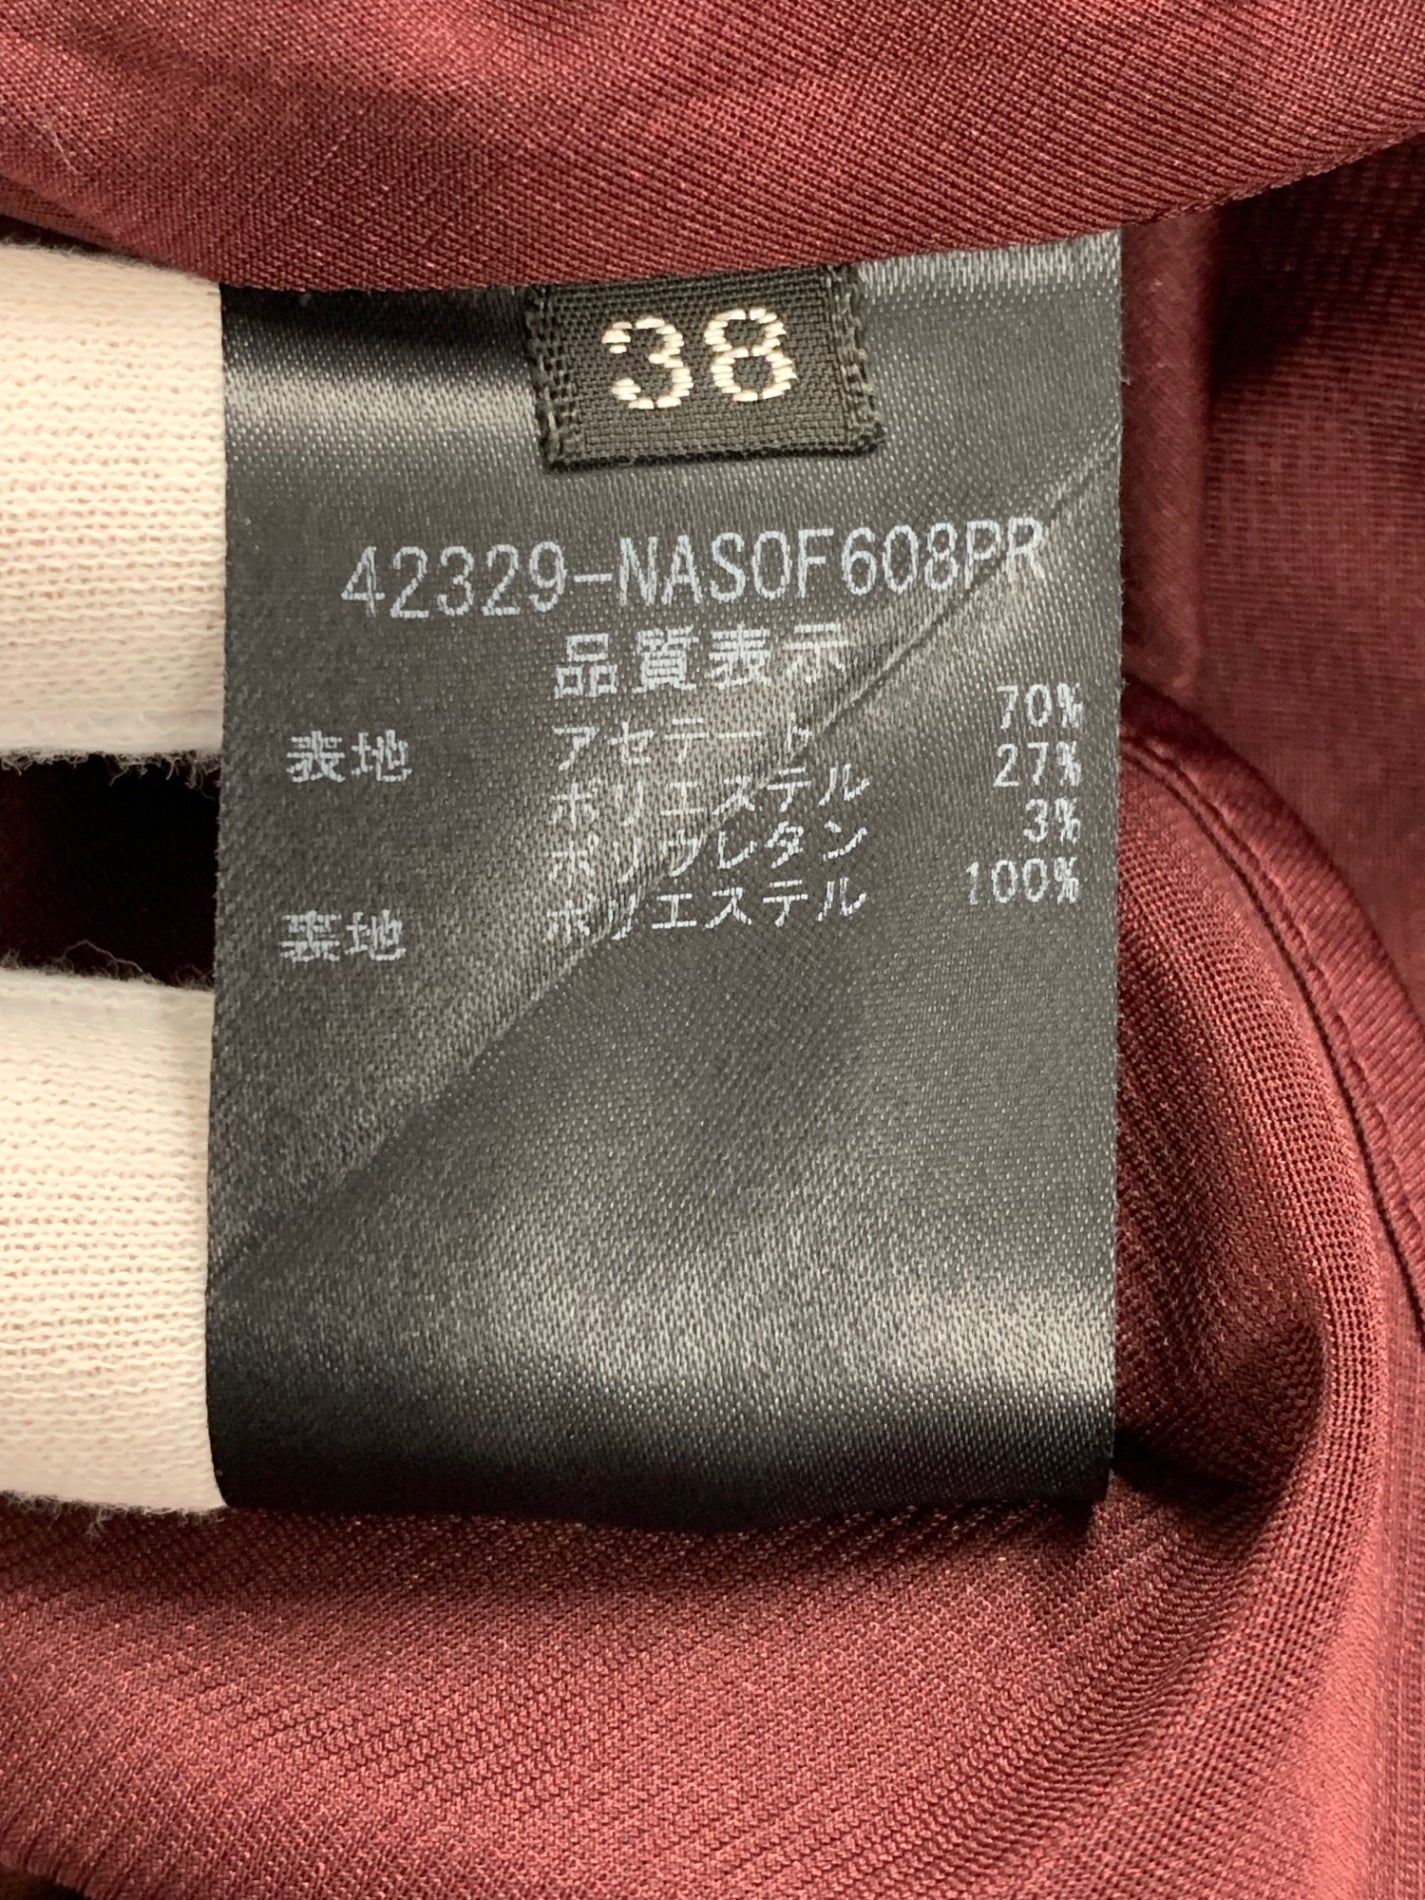 38
42329-NASOF608PR
品質表示
表地 アセテート 70%
ポリエステル 27%
ポリウレタン 3%
裏地 ポリエステル 100%